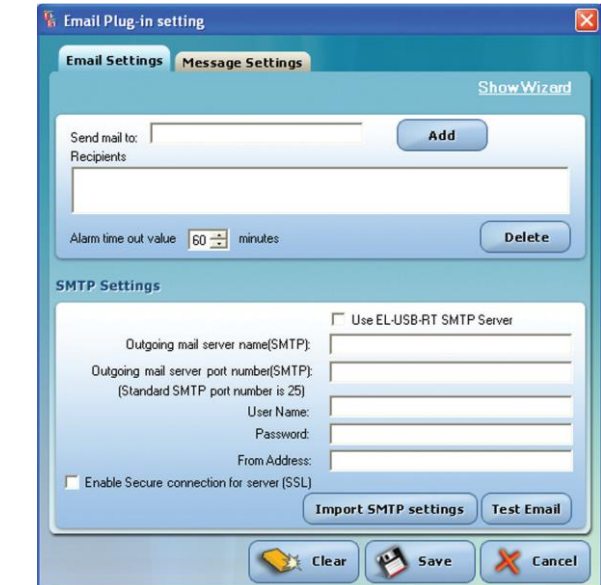 Email Plug-in setting
Email Settings Message Settings
Show Wizard
Send mail to: Add
Recipients
Alarm time out value 60 minutes Delete
SMTP Settings
Use EL-USB-RT SMTP Server
Outgoing mail server name(SMTP):
Outgoing mail server port number(SMTP):
(Standard SMTP port number is 25)
User Name:
Password:
From Address:
Enable Secure connection for server (SSL)
Import SMTP settings Test Email
Clear Save Cancel